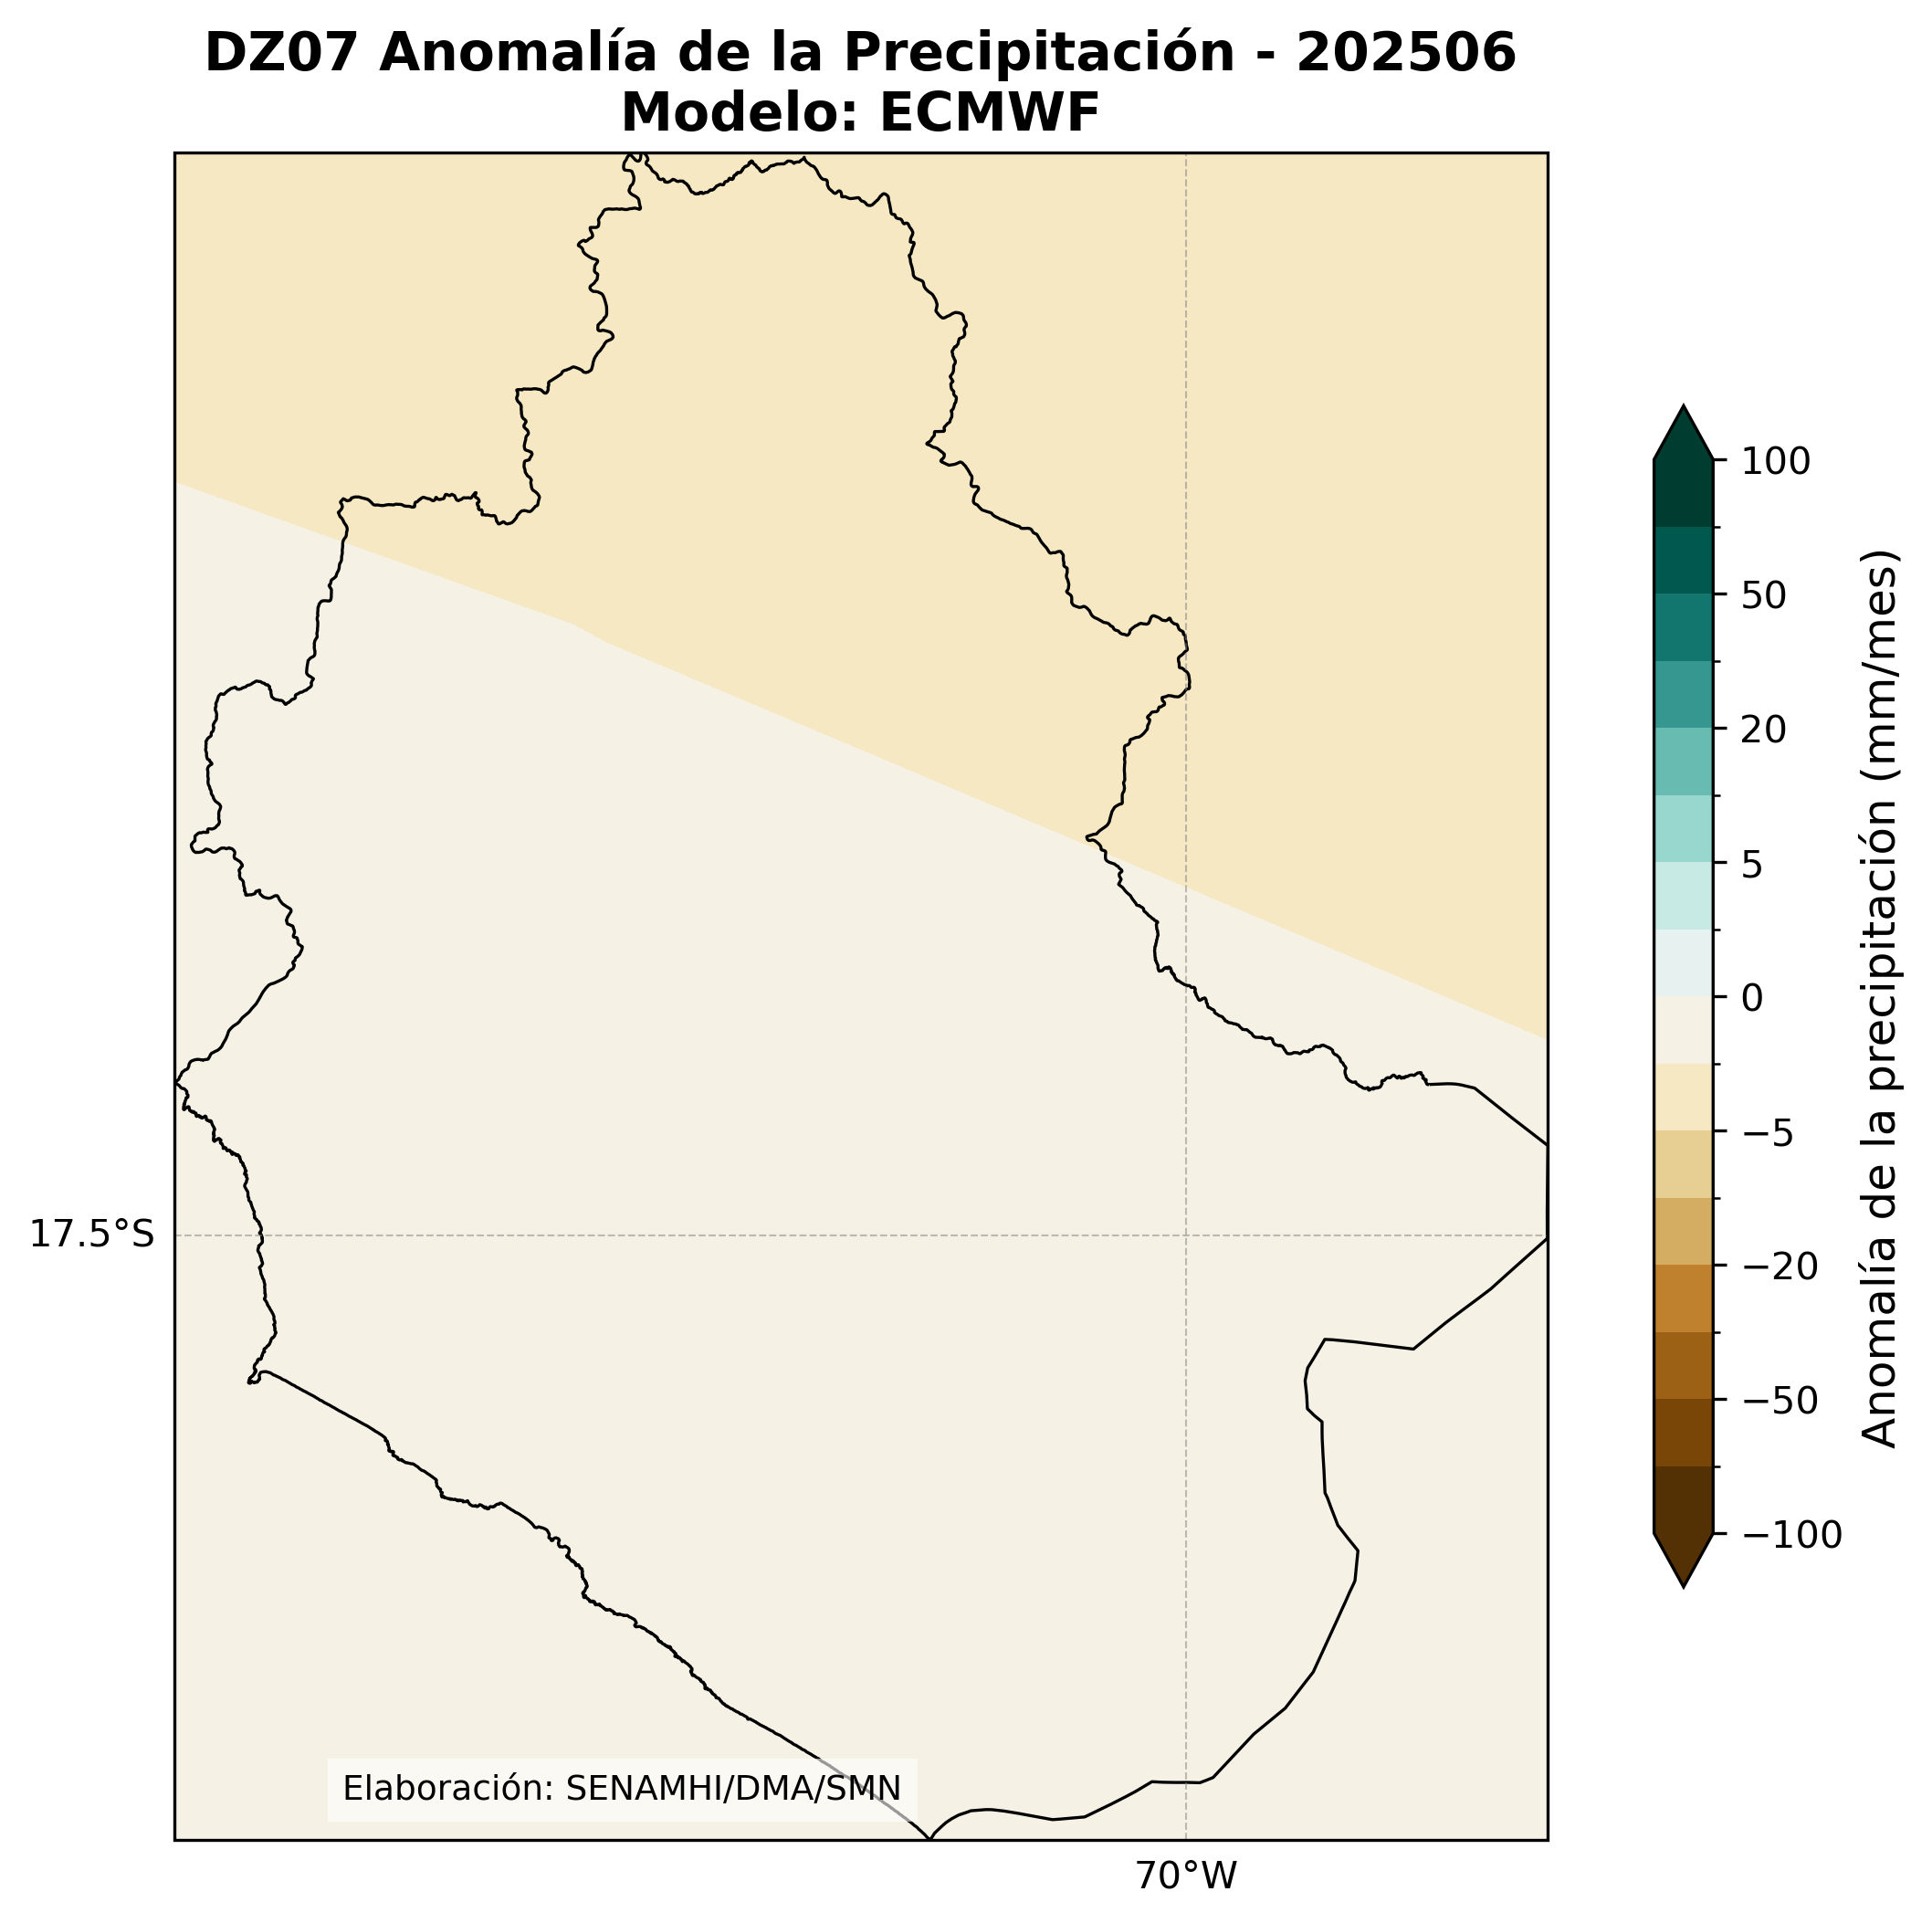 DZ07 Anomalía de la Precipitación - 202506
Modelo: ECMWF
100
50
20
5
0
−5
−20
−50
−100
Anomalía de la precipitación (mm/mes)
17.5°S
Elaboración: SENAMHI/DMA/SMN
70°W